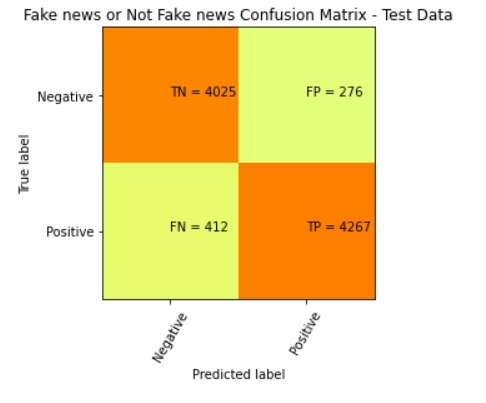 Fake news or Not Fake news Confusion Matrix - Test Data
Negative
TN = 4025
FP = 276
True label
Positive
FN = 412
TP = 4267
Negative
Positive
Predicted label